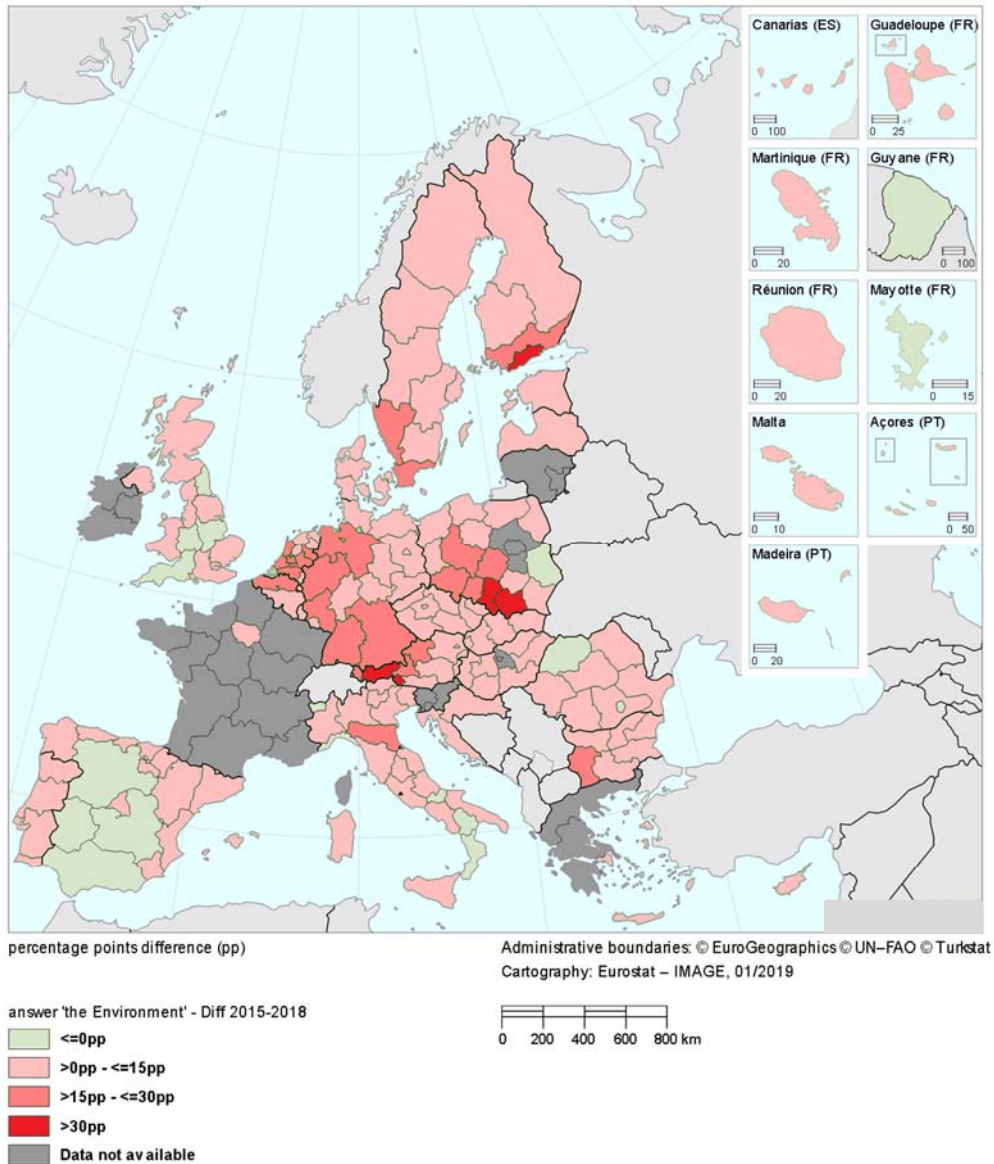 Canarias (ES)
0 100
Guadeloupe (FR)
0 25
Martinique (FR)
0 20
Guyane (FR)
0 100
Réunion (FR)
0 20
Mayotte (FR)
0 15
Malta
0 10
Açores (PT)
0 50
Madeira (PT)
0 20
percentage points difference (pp)
Administrative boundaries: © EuroGeographics © UN–FAO © Turkstat
Cartography: Eurostat – IMAGE, 01/2019
answer 'the Environment' - Diff 2015-2018
<=0pp
>0pp - <=15pp
>15pp - <=30pp
>30pp
Data not available
0 200 400 600 800 km